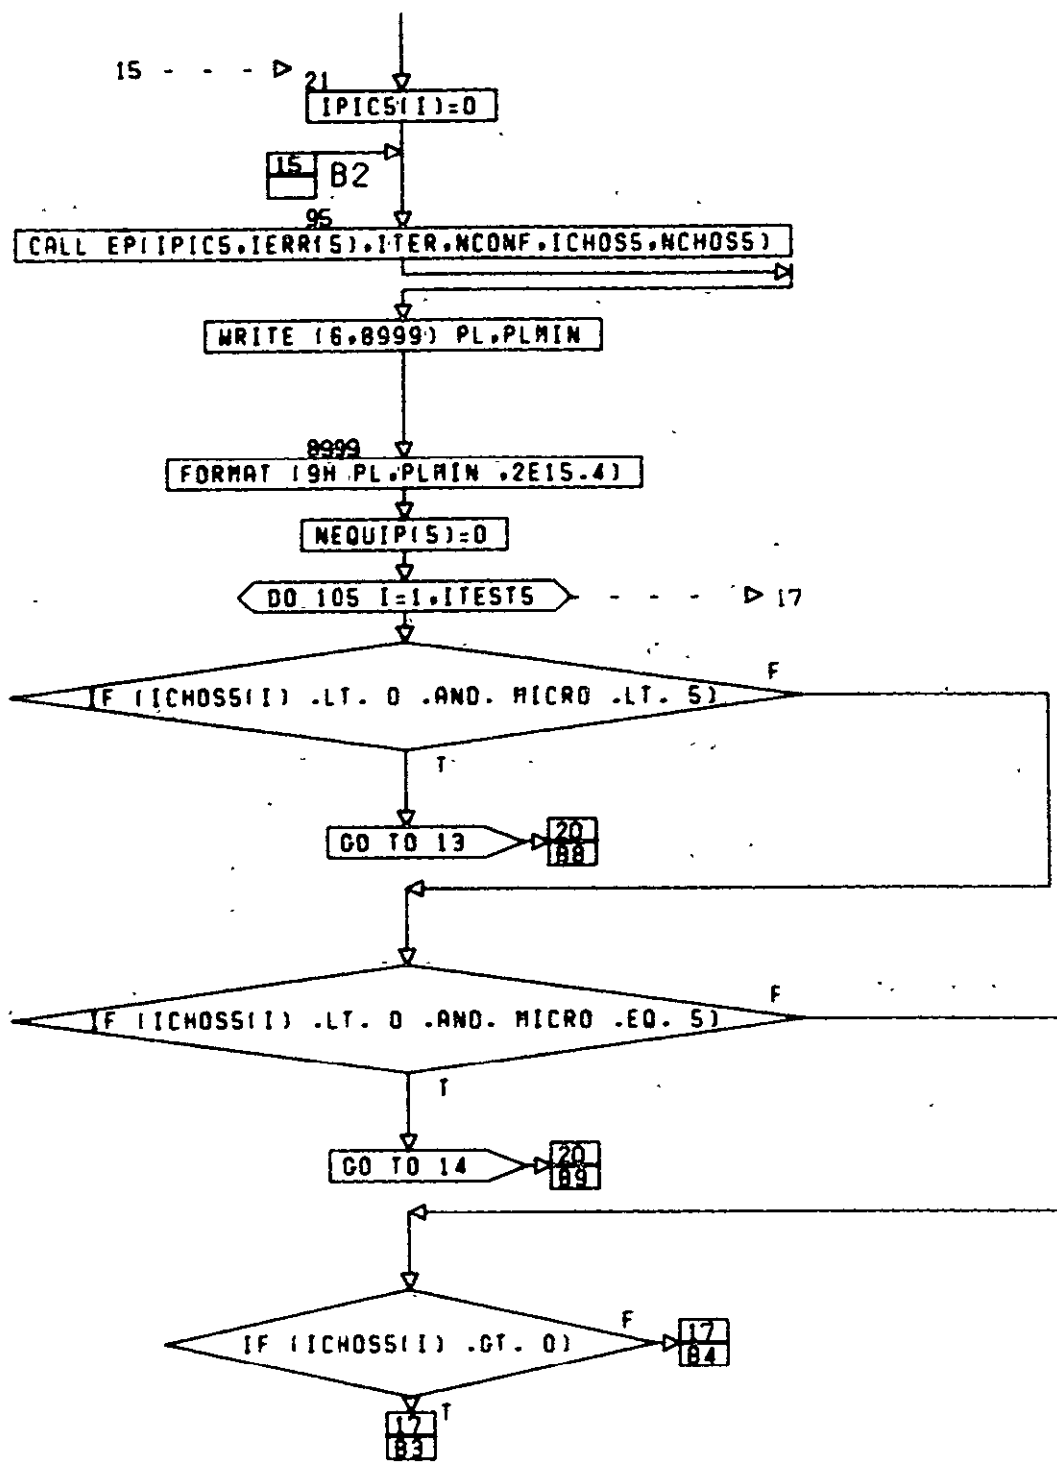 15
21
IPIC5(I)=0
15
B2
95
CALL EP(IPIC5,IERR(5),ITER,NCONF,ICHOS5,NCHOS5)
WRITE (6,8999) PL,PLMIN
8999
FORMAT (9H PL,PLMIN ,2E15.4)
NEQUIP(5)=0
DO 105 I=1,ITEST5
17
F
IF (ICHOS5(I) .LT. 0 .AND. MICRO .LT. 5)
T
GO TO 13
20
B8
F
IF (ICHOS5(I) .LT. 0 .AND. MICRO .EQ. 5)
T
GO TO 14
20
B9
F
IF (ICHOS5(I) .GT. 0)
17
B4
T
17
B3